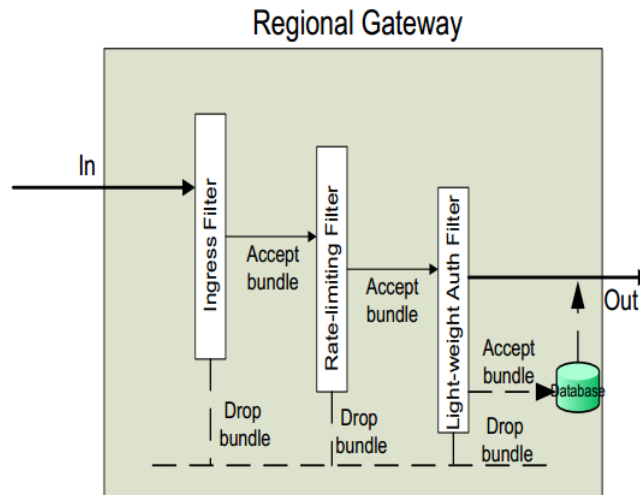 Regional Gateway
In
Ingress Filter
Accept
bundle
Rate-limiting Filter
Accept
bundle
Light-weight Auth Filter
Out
Accept
bundle
Database
Drop
bundle
Drop
bundle
Drop
bundle